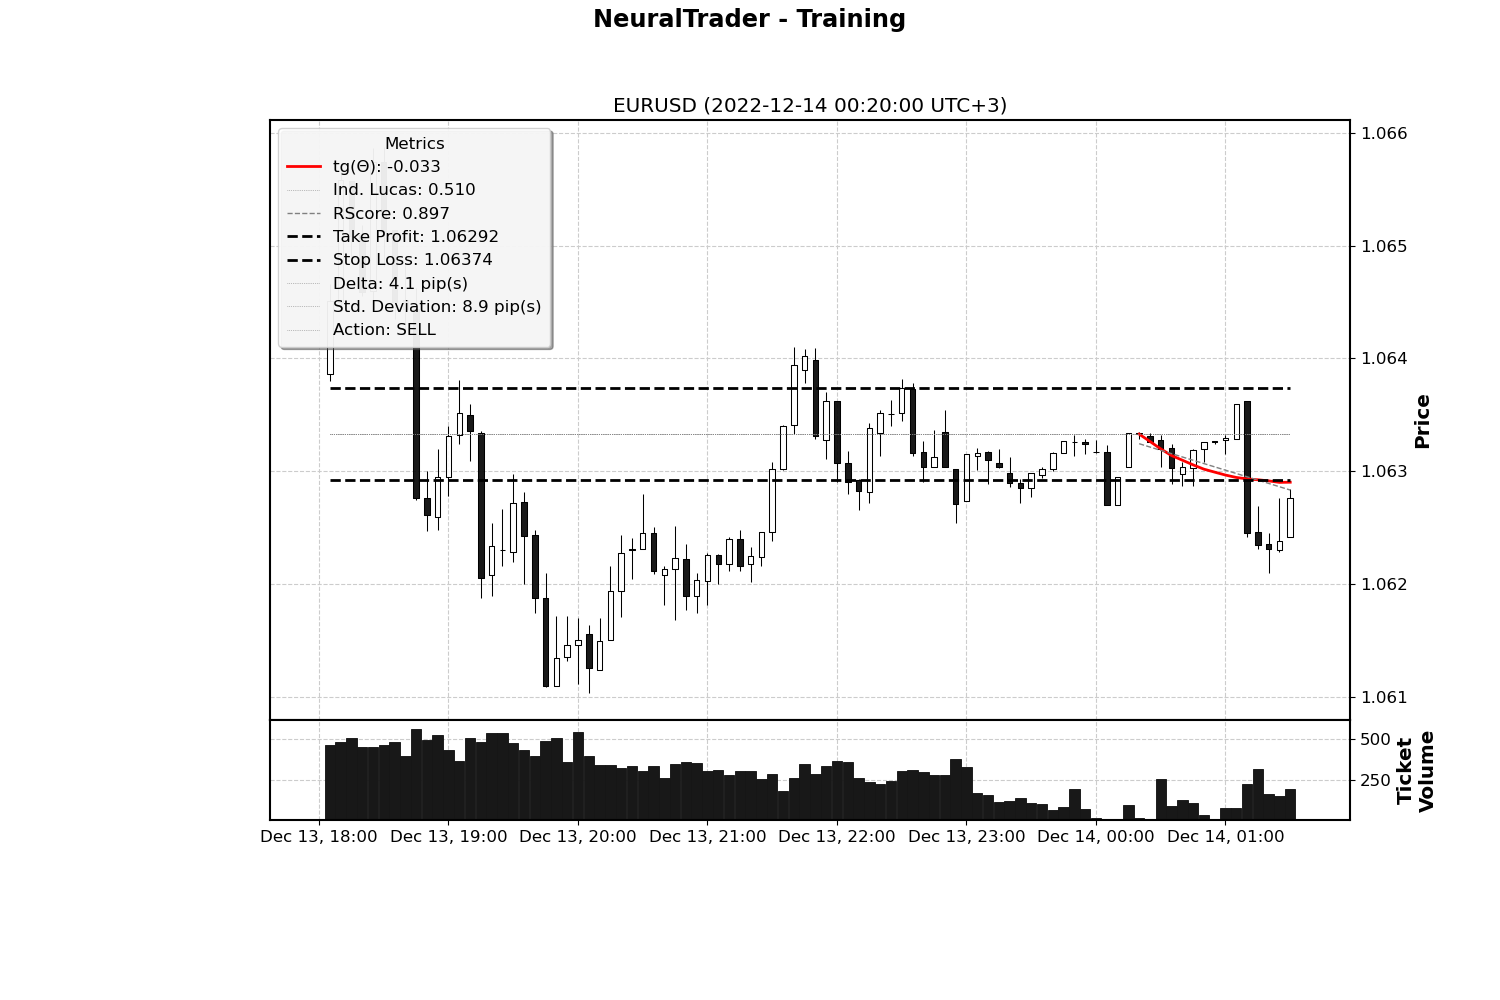 NeuralTrader - Training
EURUSD (2022-12-14 00:20:00 UTC+3)
Metrics
tg(Θ): -0.033
Ind. Lucas: 0.510
RScore: 0.897
Take Profit: 1.06292
Stop Loss: 1.06374
Delta: 4.1 pip(s)
Std. Deviation: 8.9 pip(s)
Action: SELL
1.066
1.065
1.064
1.063
1.062
1.061
Price
500
250
Ticket
Volume
Dec 13, 18:00 Dec 13, 19:00 Dec 13, 20:00 Dec 13, 21:00 Dec 13, 22:00 Dec 13, 23:00 Dec 14, 00:00 Dec 14, 01:00